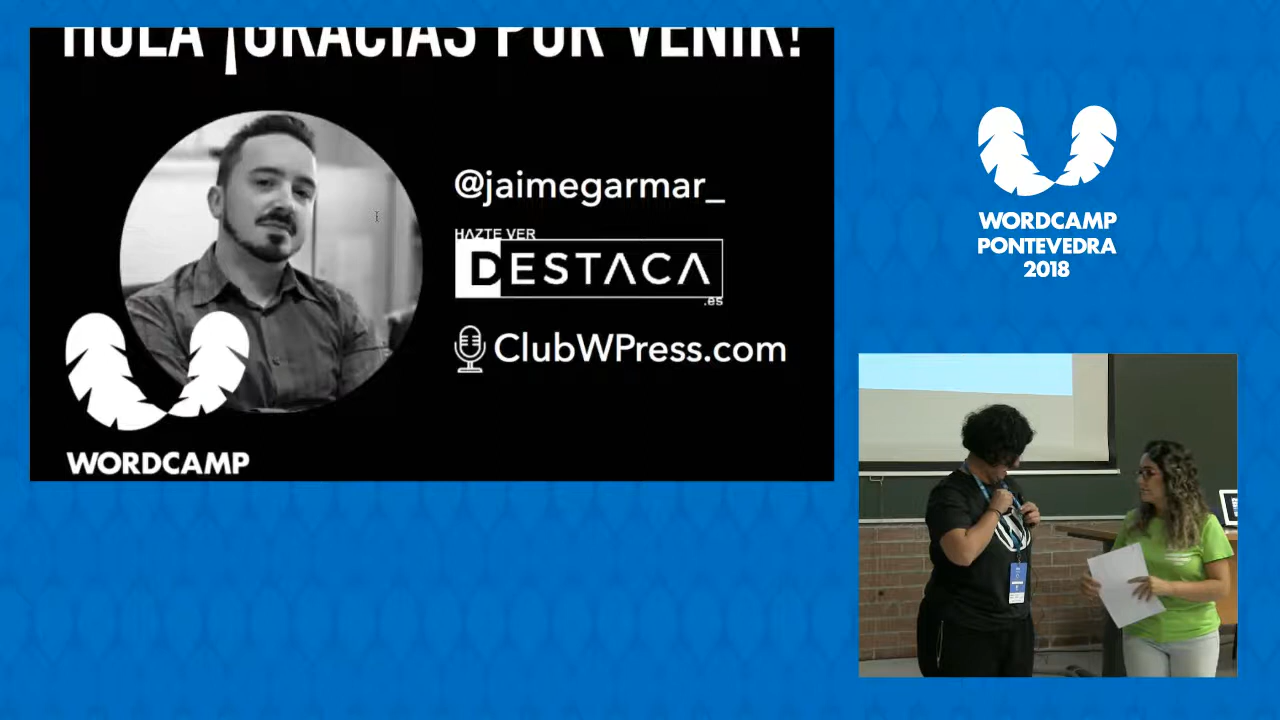 HOLA ¡GRACIAS POR VENIR!
@jaimegarmar_
HAZTE VER
DESTACA
.es
ClubWPress.com
WORDCAMP
WORDCAMP
PONTEVEDRA
2018